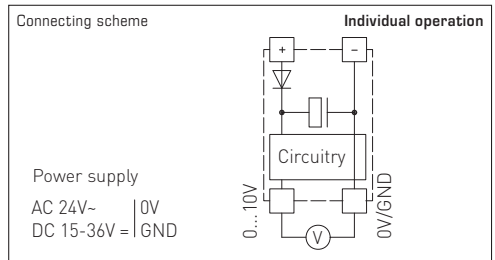 Connecting scheme
Individual operation
+
–
Circuitry
Power supply
AC 24V~ | 0V
DC 15-36V = | GND
0...10V
0V/GND
V